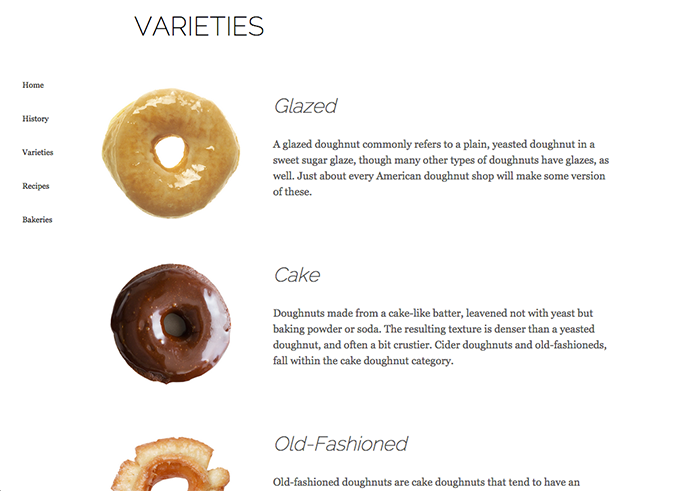 VARIETIES
Home
History
Varieties
Recipes
Bakeries
Glazed
A glazed doughnut commonly refers to a plain, yeasted doughnut in a
sweet sugar glaze, though many other types of doughnuts have glazes, as
well. Just about every American doughnut shop will make some version
of these.
Cake
Doughnuts made from a cake-like batter, leavened not with yeast but
baking powder or soda. The resulting texture is denser than a yeasted
doughnut, and often a bit crustier. Cider doughnuts and old-fashioneds,
fall within the cake doughnut category.
Old-Fashioned
Old-fashioned doughnuts are cake doughnuts that tend to have an